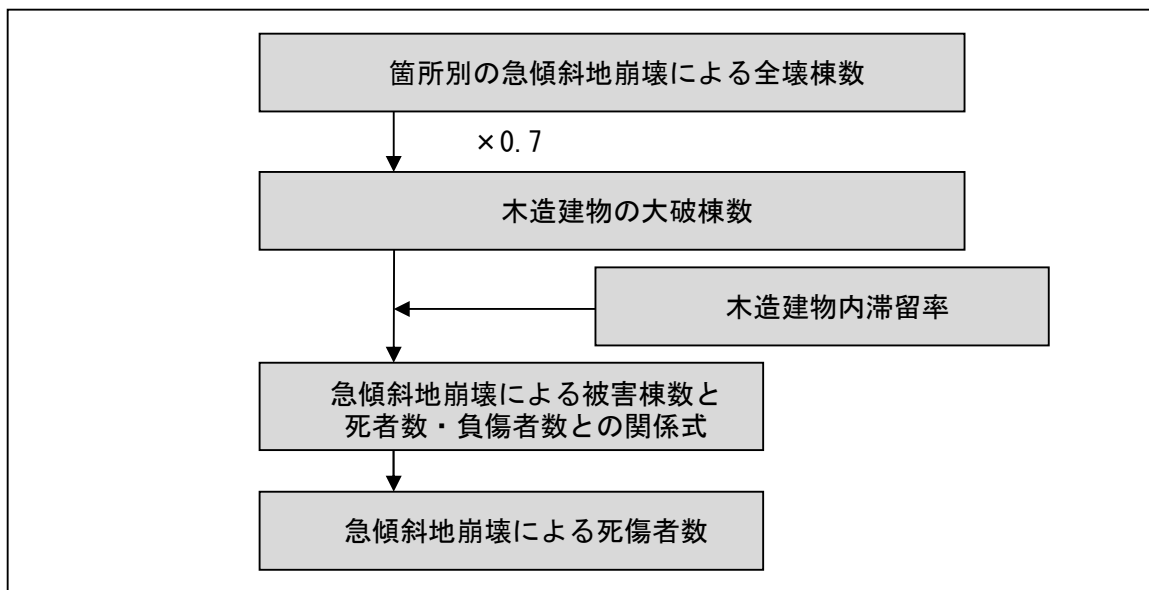 箇所別の急傾斜地崩壊による全壊棟数
×0.7
木造建物の大破棟数
木造建物内滞留率
急傾斜地崩壊による被害棟数と
死者数・負傷者数との関係式
急傾斜地崩壊による死傷者数